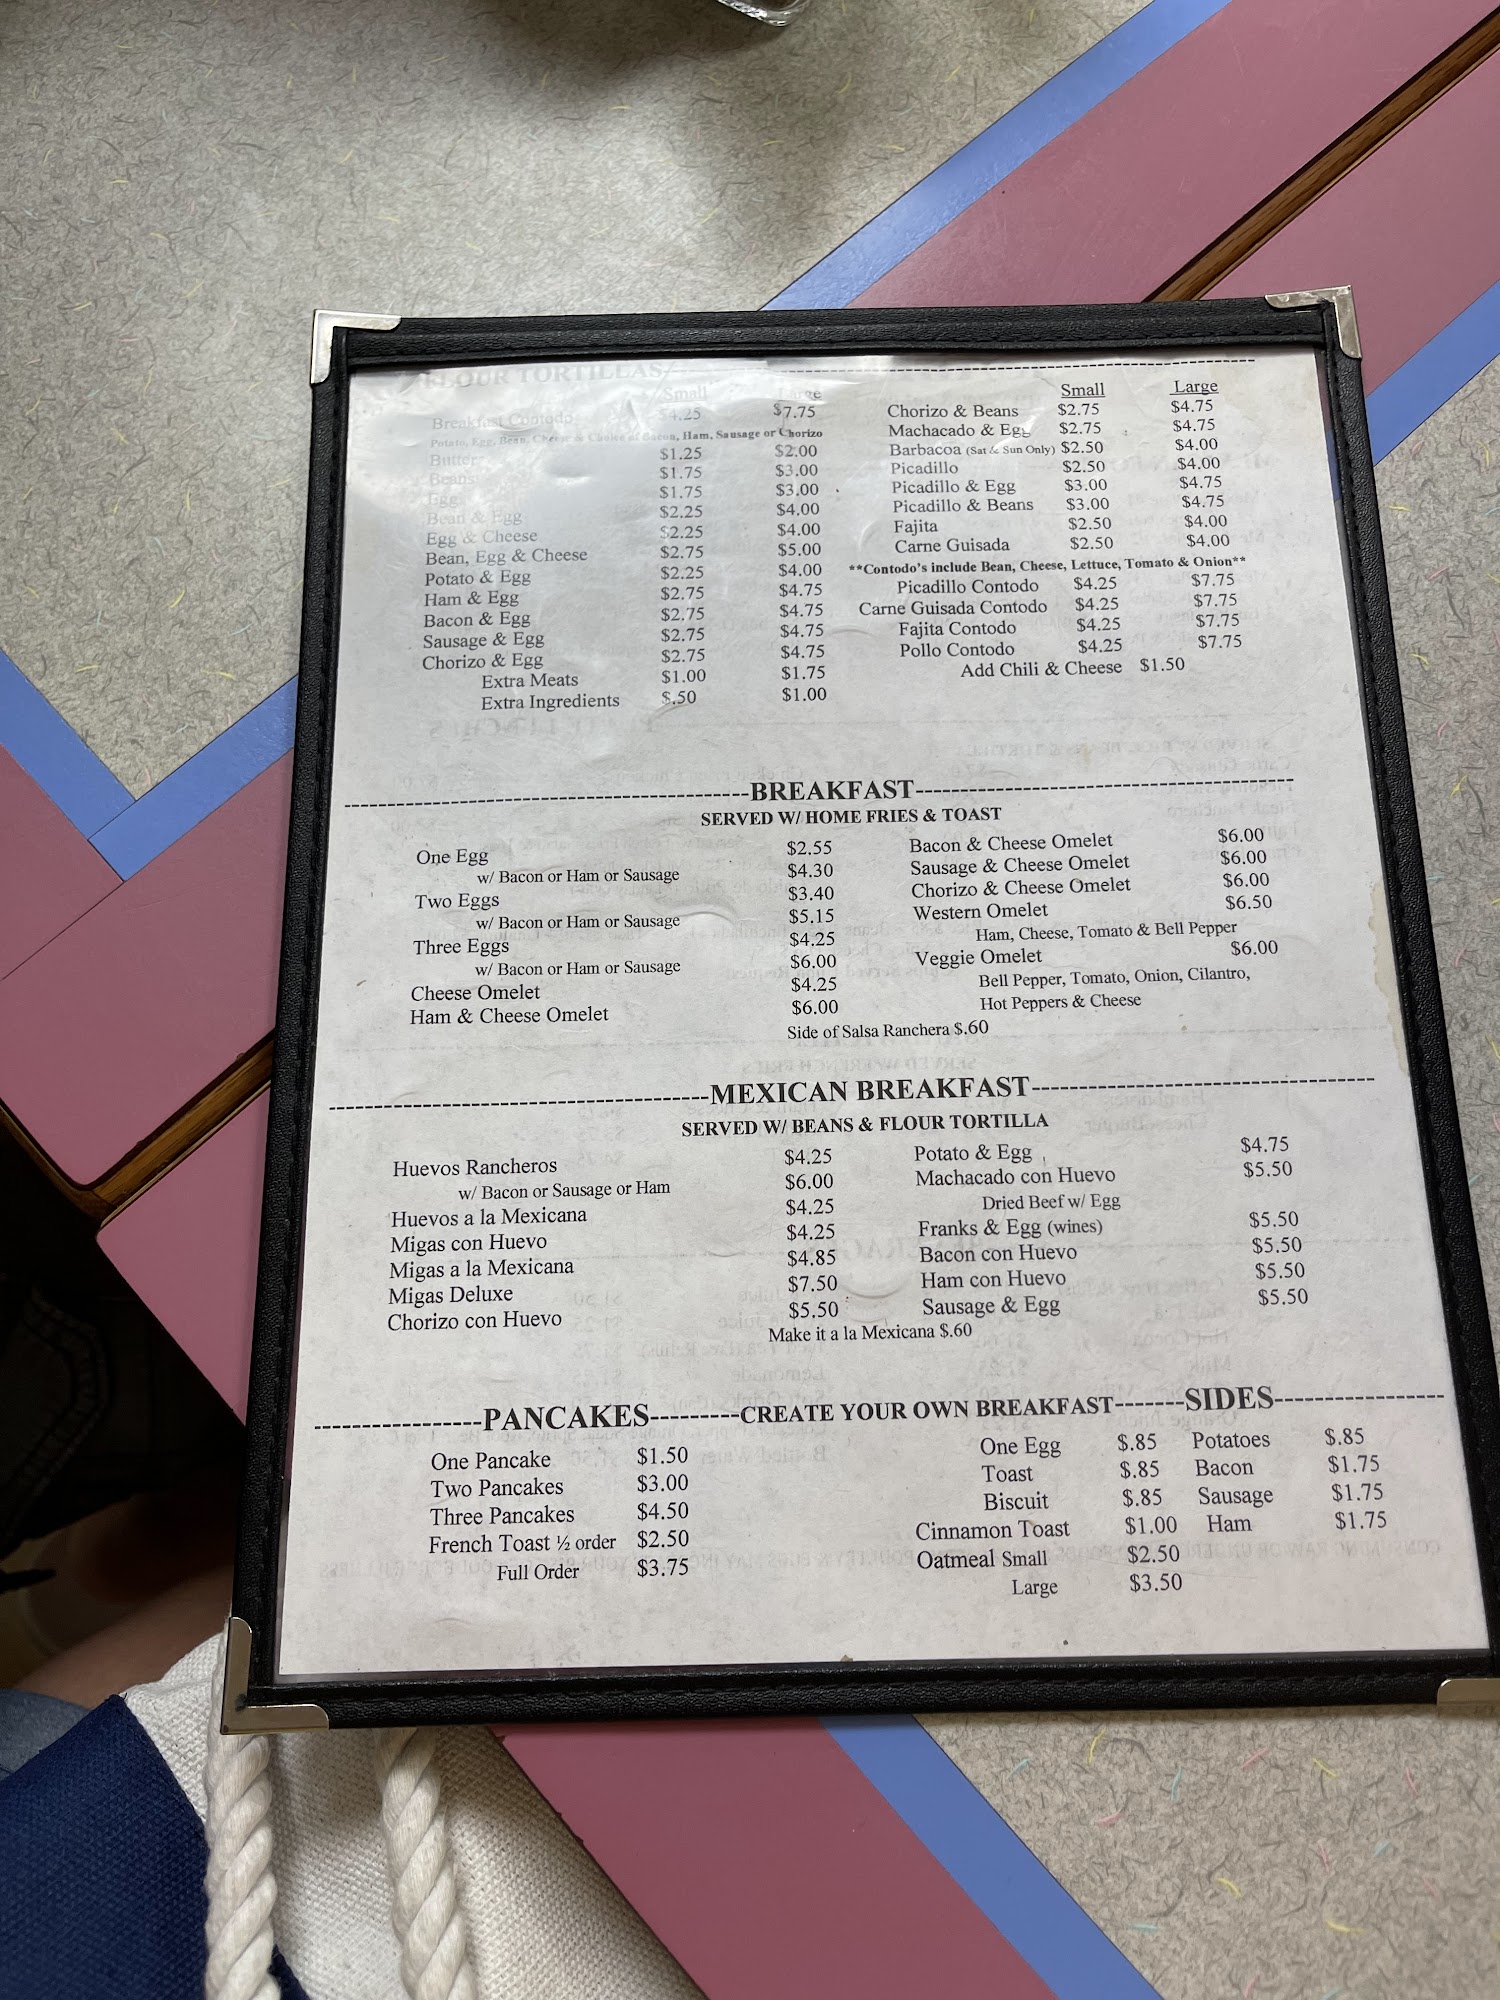 FLOUR TORTILLAS
Small Large
Breakfast Contodo $4.25 $7.75
Potato, Egg, Bean, Cheese & Choice of Bacon, Ham, Sausage or Chorizo
Butter $1.25 $2.00
Beans $1.75 $3.00
Egg $1.75 $3.00
Bean & Egg $2.25 $4.00
Egg & Cheese $2.25 $4.00
Bean, Egg & Cheese $2.75 $5.00
Potato & Egg $2.25 $4.00
Ham & Egg $2.75 $4.75
Bacon & Egg $2.75 $4.75
Sausage & Egg $2.75 $4.75
Chorizo & Egg $2.75 $4.75
Extra Meats $1.00 $1.75
Extra Ingredients $.50 $1.00
Small Large
Chorizo & Beans $2.75 $4.75
Machacado & Egg $2.75 $4.75
Barbacoa (Sat & Sun Only) $2.50 $4.00
Picadillo $2.50 $4.00
Picadillo & Egg $3.00 $4.75
Picadillo & Beans $3.00 $4.75
Fajita $2.50 $4.00
Carne Guisada $2.50 $4.00
**Contodo's include Bean, Cheese, Lettuce, Tomato & Onion**
Picadillo Contodo $4.25 $7.75
Carne Guisada Contodo $4.25 $7.75
Fajita Contodo $4.25 $7.75
Pollo Contodo $4.25 $7.75
Add Chili & Cheese $1.50
BREAKFAST
SERVED W/ HOME FRIES & TOAST
One Egg $2.55
w/ Bacon or Ham or Sausage $4.30
Two Eggs $3.40
w/ Bacon or Ham or Sausage $5.15
Three Eggs $4.25
w/ Bacon or Ham or Sausage $6.00
Cheese Omelet $4.25
Ham & Cheese Omelet $6.00
Bacon & Cheese Omelet $6.00
Sausage & Cheese Omelet $6.00
Chorizo & Cheese Omelet $6.00
Western Omelet $6.50
Ham, Cheese, Tomato & Bell Pepper
Veggie Omelet $6.00
Bell Pepper, Tomato, Onion, Cilantro,
Hot Peppers & Cheese
Side of Salsa Ranchera $.60
MEXICAN BREAKFAST
SERVED W/ BEANS & FLOUR TORTILLA
Huevos Rancheros $4.25
w/ Bacon or Sausage or Ham $6.00
Huevos a la Mexicana $4.25
Migas con Huevo $4.25
Migas a la Mexicana $4.85
Migas Deluxe $7.50
Chorizo con Huevo $5.50
Potato & Egg $4.75
Machacado con Huevo $5.50
Dried Beef w/ Egg
Franks & Egg (wines) $5.50
Bacon con Huevo $5.50
Ham con Huevo $5.50
Sausage & Egg $5.50
Make it a la Mexicana $.60
PANCAKES CREATE YOUR OWN BREAKFAST SIDES
One Pancake $1.50
Two Pancakes $3.00
Three Pancakes $4.50
French Toast ½ order $2.50
Full Order $3.75
One Egg $.85 Potatoes $.85
Toast $.85 Bacon $1.75
Biscuit $.85 Sausage $1.75
Cinnamon Toast $1.00 Ham $1.75
Oatmeal Small $2.50
Large $3.50